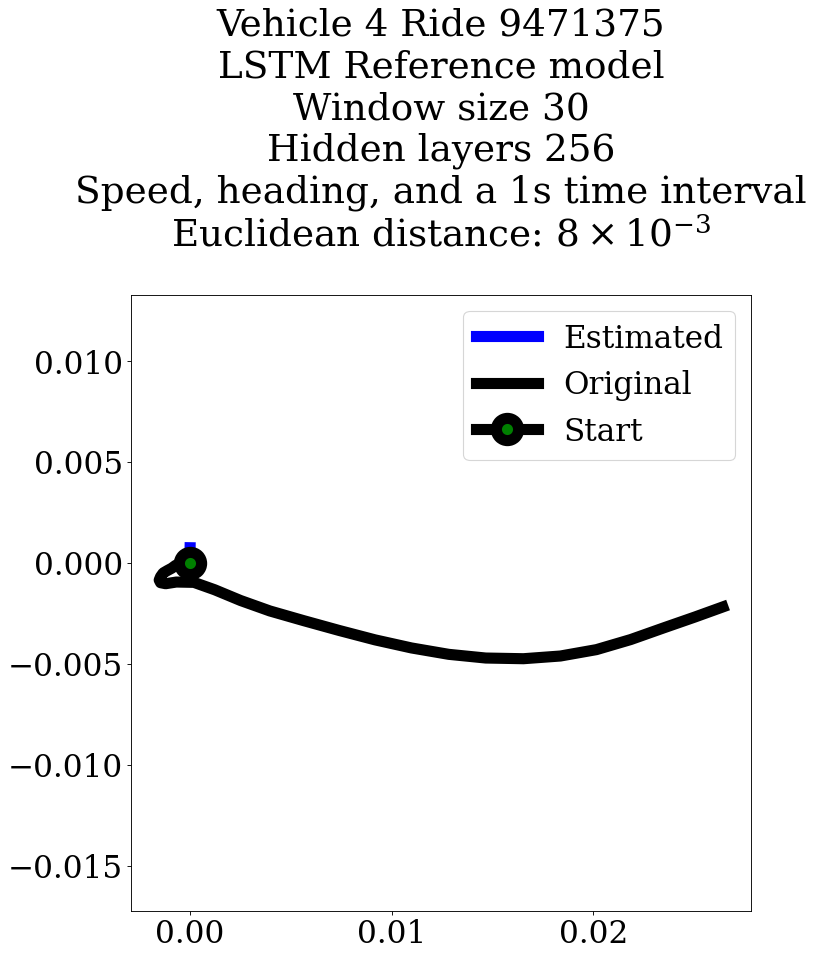 Vehicle 4 Ride 9471375
LSTM Reference model
Window size 30
Hidden layers 256
Speed, heading, and a 1s time interval
Euclidean distance: 8 × 10⁻³
Estimated
Original
Start
0.010
0.005
0.000
−0.005
−0.010
−0.015
0.00 0.01 0.02